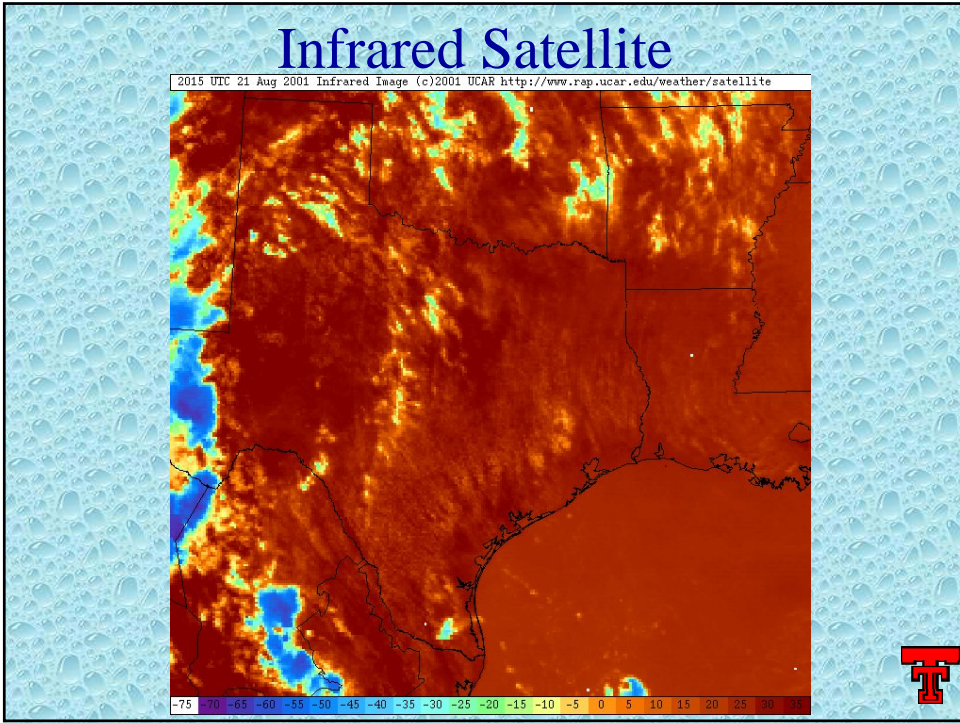 Infrared Satellite
2015 UTC 21 Aug 2001 Infrared Image (c)2001 UCAR http://www.rap.ucar.edu/weather/satellite
-75 -70 -65 -60 -55 -50 -45 -40 -35 -30 -25 -20 -15 -10 -5 0 5 10 15 20 25 30 35